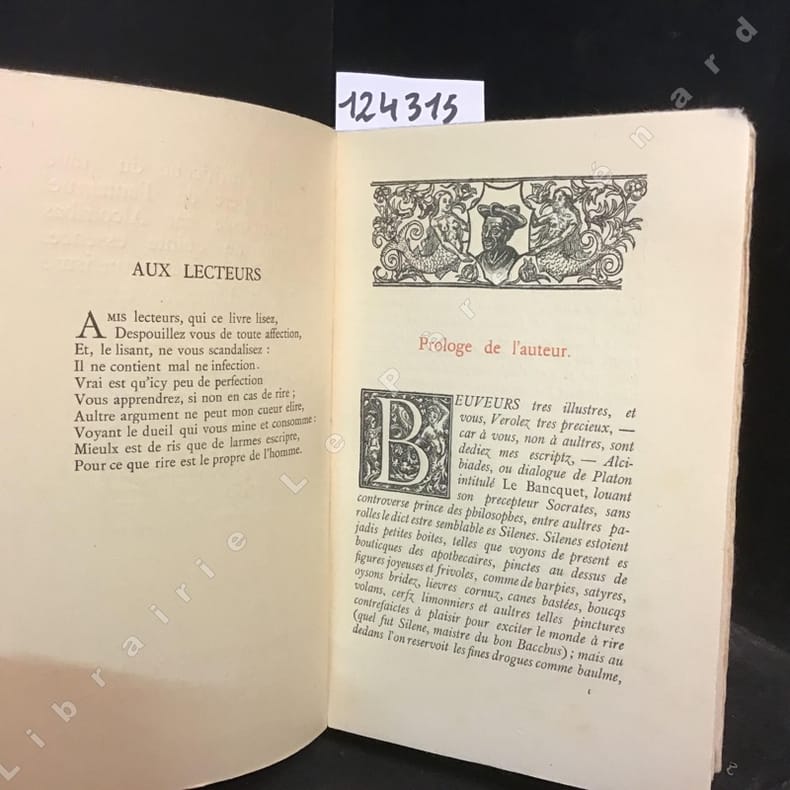 124315
AUX LECTEURS
AMIS lecteurs, qui ce livre lisez,
Despouillez vous de toute affection,
Et, le lisant, ne vous scandalisez :
Il ne contient mal ne infection.
Vrai est qu'icy peu de perfection
Vous apprendrez, si non en cas de rire ;
Aultre argument ne peut mon cueur elire,
Voyant le dueil qui vous mine et consomme :
Mieulx est de ris que de larmes escripre,
Pour ce que rire est le propre de l'homme.
Prologe de l'auteur.
BEUVEURS tres illustres, et
vous, Verolez tres precieux, —
car à vous, non à aultres, sont
dediez mes escriptz, — Alci-
biades, ou dialogue de Platon
intitulé Le Bancquet, louant
son precepteur Socrates, sans
controverse prince des philosophes, entre aultres pa-
rolles le dict estre semblable es Silenes. Silenes estoient
jadis petites boites, telles que voyons de present es
bouticques des apothecaires, pinctes au dessus de
figures joyeuses et frivoles, comme de harpies, satyres,
oysons bridez, lievres cornuz, canes bastées, boucqs
volans, cerfz limonniers et aultres telles pinctures
contrefaictes à plaisir pour exciter le monde à rire
(quel fut Silene, maistre du bon Bacchus) ; mais au
dedans l'on reservoit les fines drogues comme baulme,
Librairie Le Père Pénard